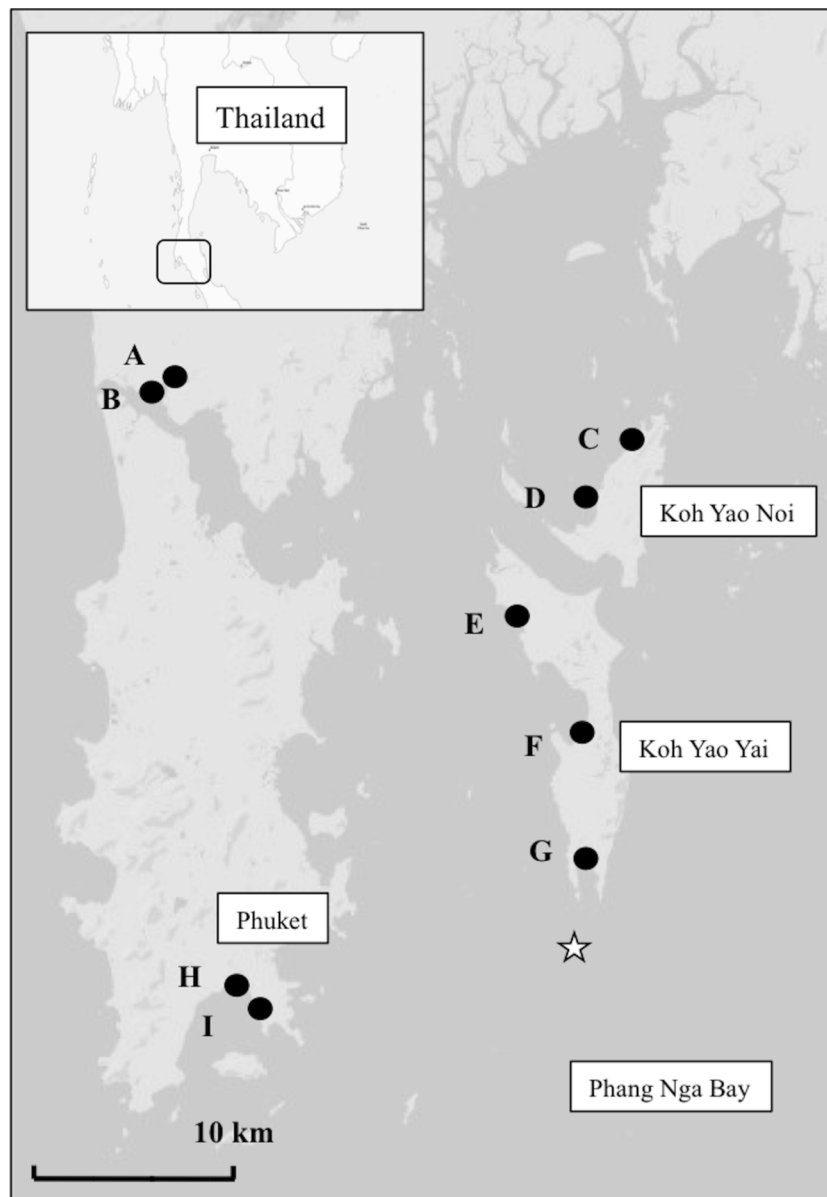 Thailand
A
B
C
D
Koh Yao Noi
E
F
Koh Yao Yai
G
Phuket
H
I
Phang Nga Bay
10 km